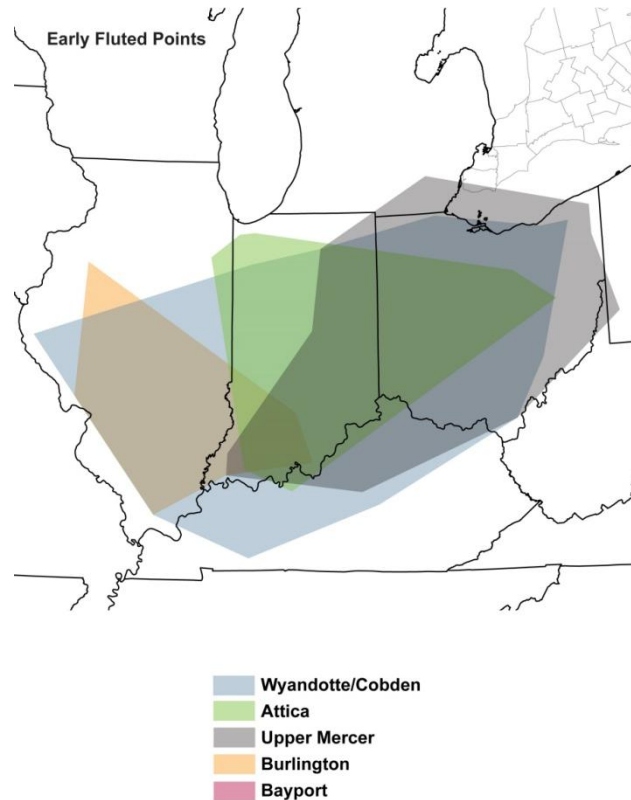 Early Fluted Points
Wyandotte/Cobden
Attica
Upper Mercer
Burlington
Bayport